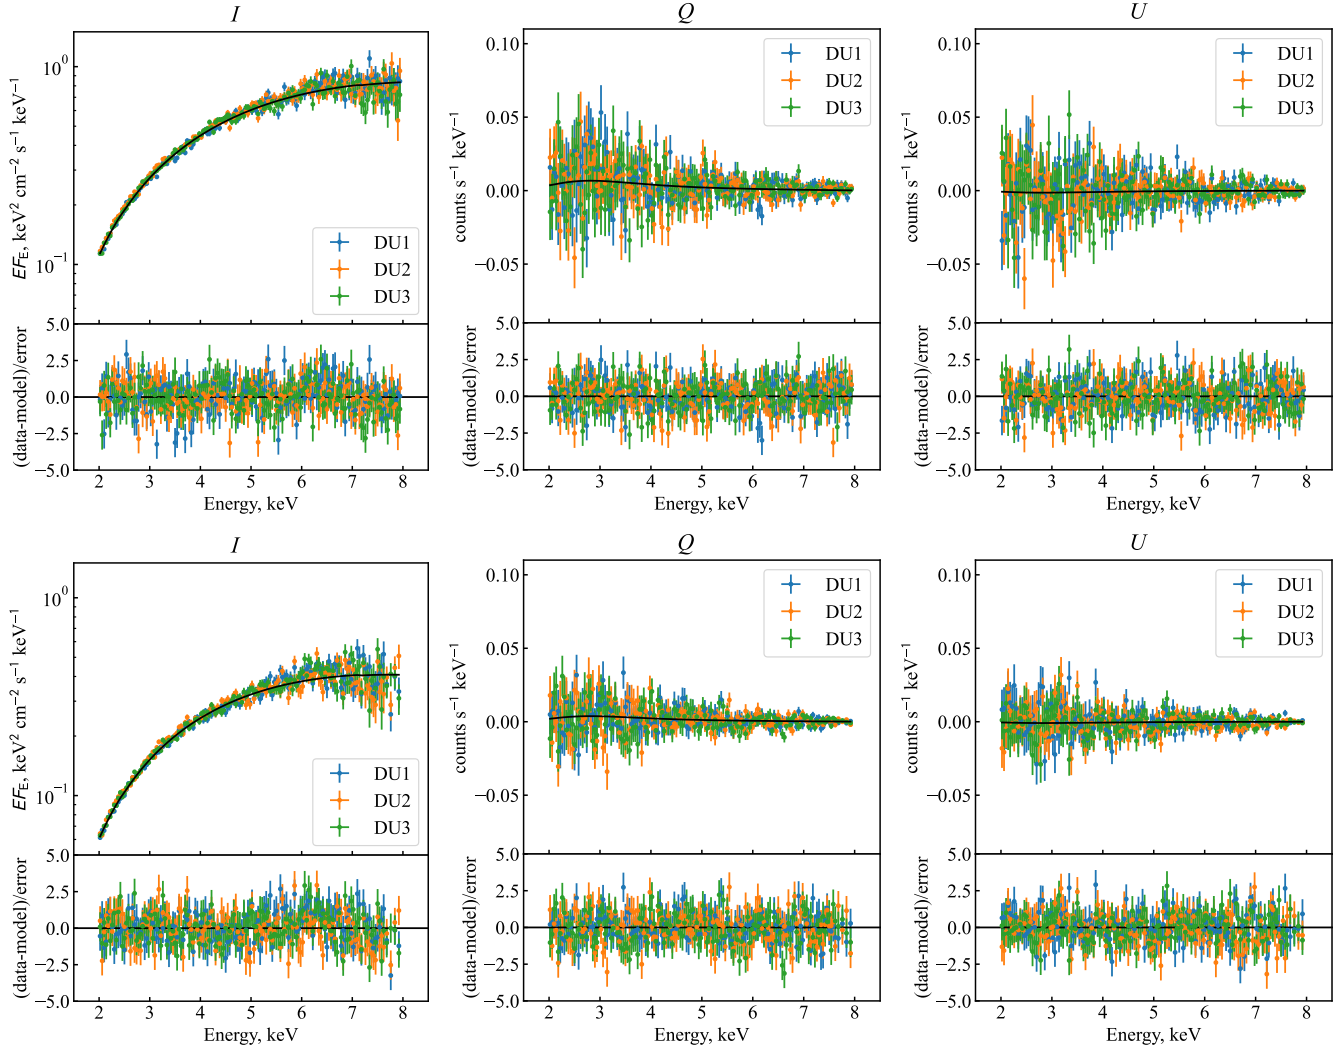 I
Q
U
10⁰
10⁻¹
EF_E, keV² cm⁻² s⁻¹ keV⁻¹
DU1
DU2
DU3
5.0
2.5
0.0
−2.5
−5.0
(data-model)/error
2 3 4 5 6 7 8
Energy, keV
0.10
0.05
0.00
−0.05
counts s⁻¹ keV⁻¹
DU1
DU2
DU3
5.0
2.5
0.0
−2.5
−5.0
(data-model)/error
2 3 4 5 6 7 8
Energy, keV
0.10
0.05
0.00
−0.05
counts s⁻¹ keV⁻¹
DU1
DU2
DU3
5.0
2.5
0.0
−2.5
−5.0
(data-model)/error
2 3 4 5 6 7 8
Energy, keV
I
Q
U
10⁰
10⁻¹
EF_E, keV² cm⁻² s⁻¹ keV⁻¹
DU1
DU2
DU3
5.0
2.5
0.0
−2.5
−5.0
(data-model)/error
2 3 4 5 6 7 8
Energy, keV
0.10
0.05
0.00
−0.05
counts s⁻¹ keV⁻¹
DU1
DU2
DU3
5.0
2.5
0.0
−2.5
−5.0
(data-model)/error
2 3 4 5 6 7 8
Energy, keV
0.10
0.05
0.00
−0.05
counts s⁻¹ keV⁻¹
DU1
DU2
DU3
5.0
2.5
0.0
−2.5
−5.0
(data-model)/error
2 3 4 5 6 7 8
Energy, keV